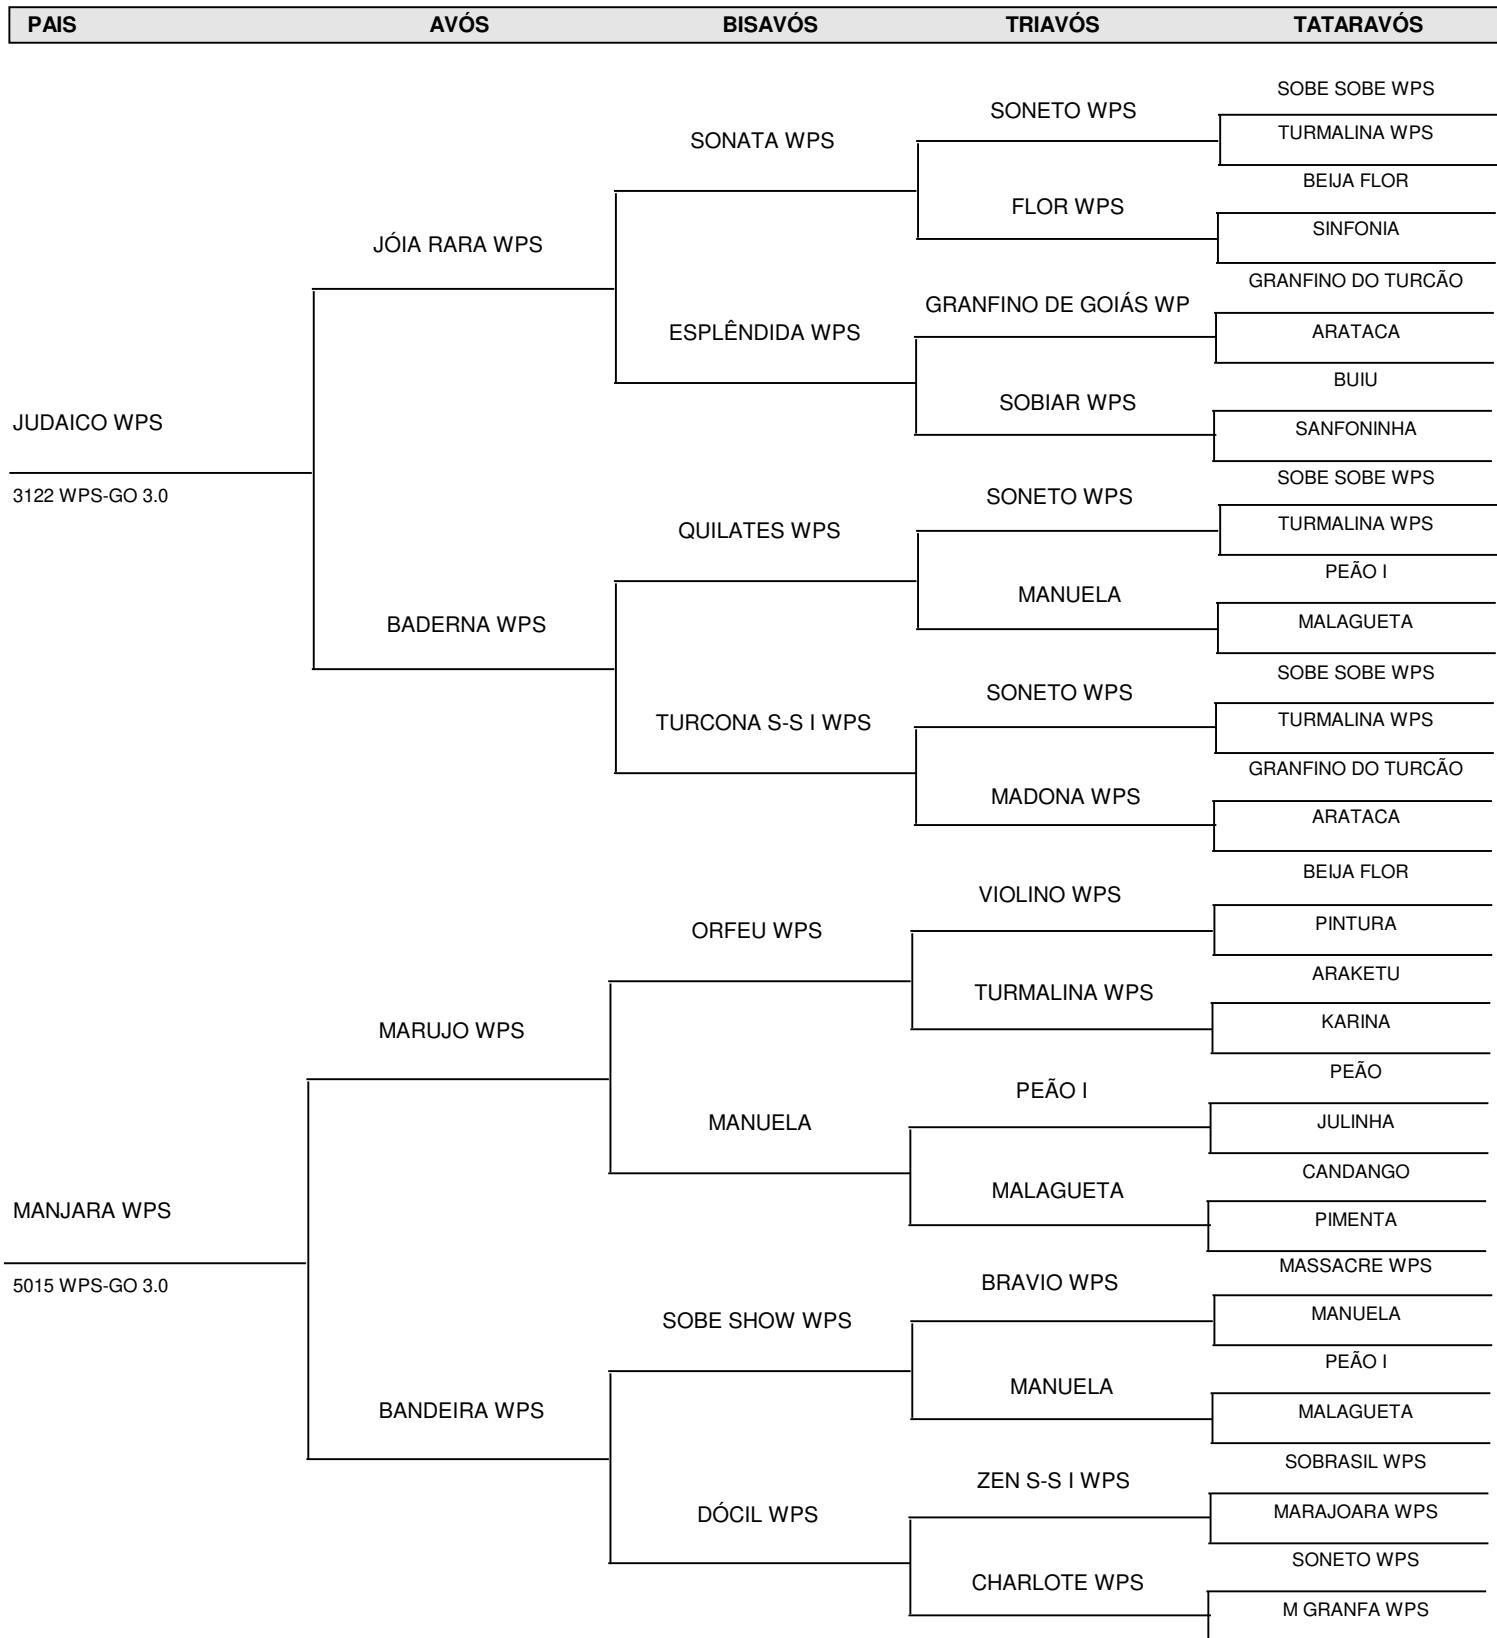 PAIS AVÓS BISAVÓS TRIAVÓS TATARAVÓS
SOBE SOBE WPS
SONETO WPS
TURMALINA WPS
SONATA WPS
BEIJA FLOR
FLOR WPS
SINFONIA
JÓIA RARA WPS
GRANFINO DO TURCÃO
GRANFINO DE GOIÁS WP
ARATACA
ESPLÊNDIDA WPS
BUIU
SOBIAR WPS
SANFONINHA
JUDAICO WPS
3122 WPS-GO 3.0
SOBE SOBE WPS
SONETO WPS
TURMALINA WPS
QUILATES WPS
PEÃO I
MANUELA
MALAGUETA
BADERNA WPS
SOBE SOBE WPS
SONETO WPS
TURMALINA WPS
TURCONA S-S I WPS
GRANFINO DO TURCÃO
MADONA WPS
ARATACA
BEIJA FLOR
VIOLINO WPS
PINTURA
ORFEU WPS
ARAKETU
TURMALINA WPS
KARINA
MARUJO WPS
PEÃO
PEÃO I
JULINHA
MANUELA
CANDANGO
MALAGUETA
PIMENTA
MANJARA WPS
5015 WPS-GO 3.0
MASSACRE WPS
BRAVIO WPS
MANUELA
SOBE SHOW WPS
PEÃO I
MANUELA
MALAGUETA
BANDEIRA WPS
SOBRASIL WPS
ZEN S-S I WPS
MARAJOARA WPS
DÓCIL WPS
SONETO WPS
CHARLOTE WPS
M GRANFA WPS